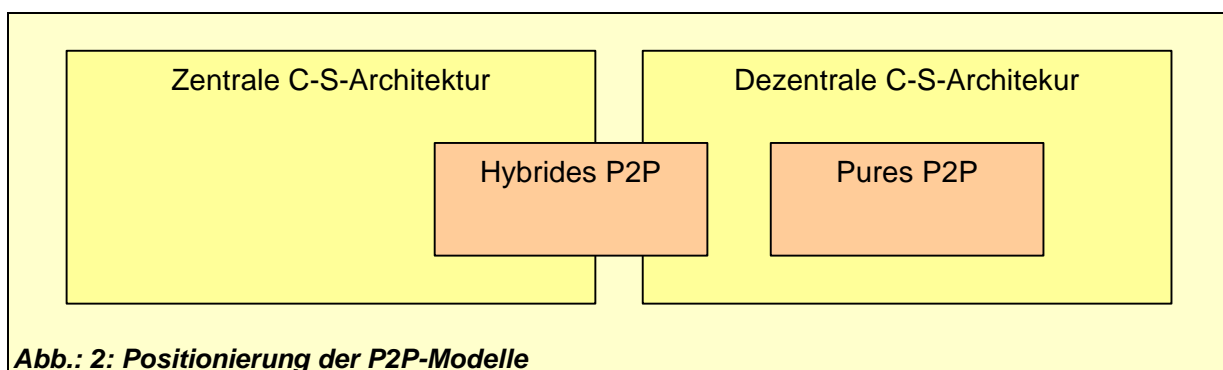 Zentrale C-S-Architektur
Dezentrale C-S-Architekur
Hybrides P2P
Pures P2P
Abb.: 2: Positionierung der P2P-Modelle